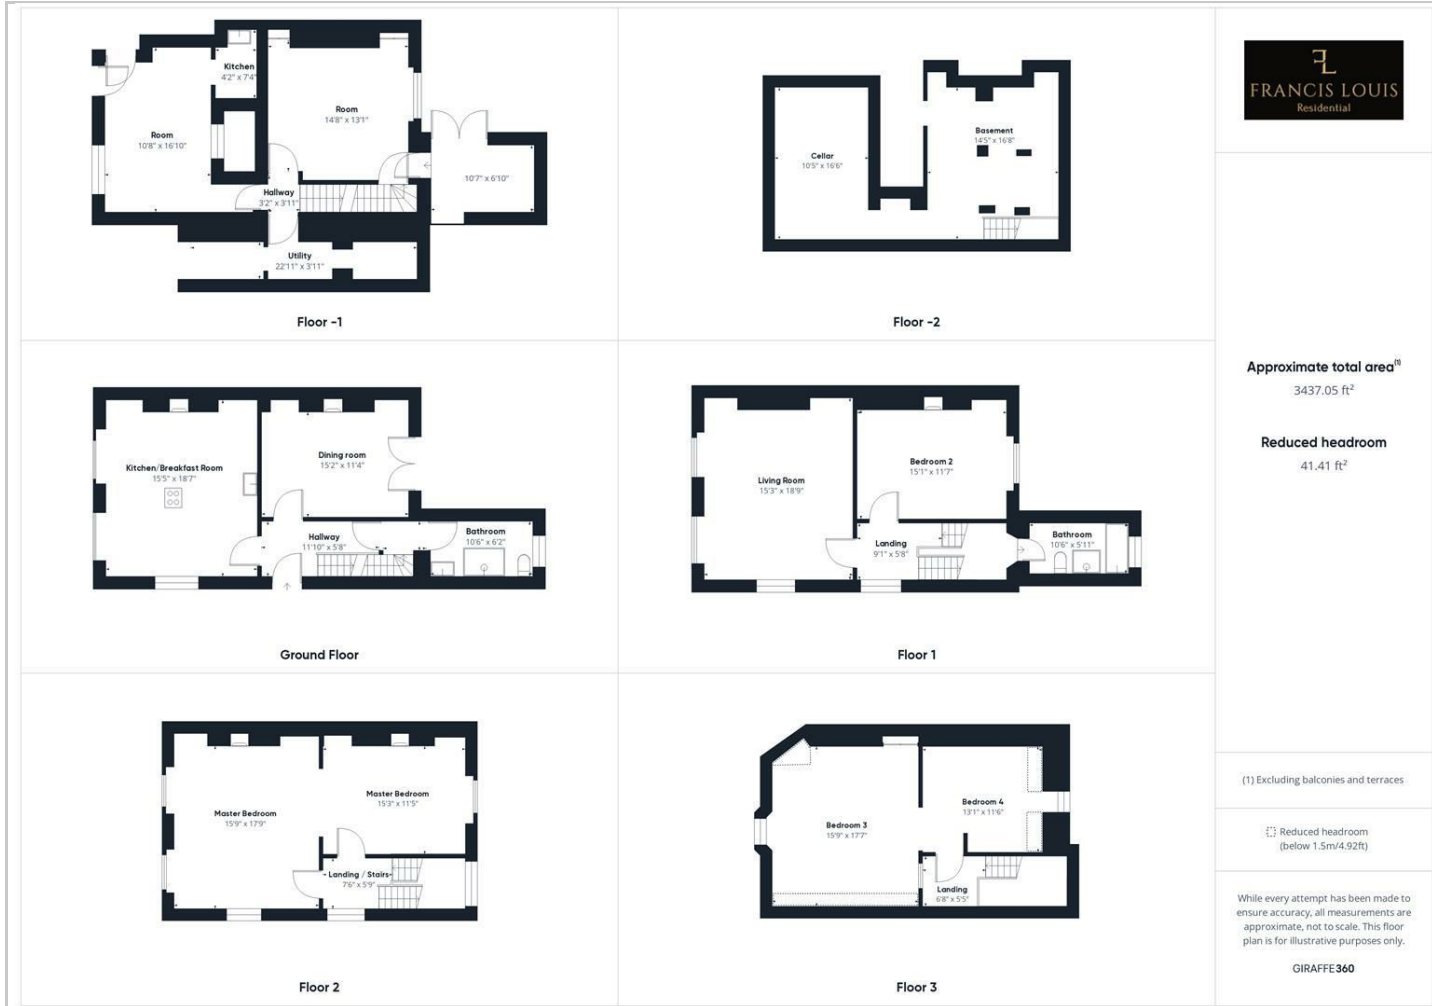 Kitchen
4'2" x 7'4"
Room
14'8" x 13'1"
Room
10'8" x 16'10"
10'7" x 6'10"
Hallway
3'2" x 3'11"
Utility
22'11" x 3'11"
Floor -1
Basement
14'5" x 16'8"
Cellar
10'5" x 16'6"
Floor -2
FL
FRANCIS LOUIS
Residential
Kitchen/Breakfast Room
15'5" x 18'7"
Dining room
15'2" x 11'4"
Hallway
11'10" x 5'8"
Bathroom
10'6" x 6'2"
Ground Floor
Living Room
15'3" x 18'9"
Bedroom 2
15'1" x 11'7"
Landing
9'1" x 5'8"
Bathroom
10'6" x 5'11"
Floor 1
Approximate total area(1)
3437.05 ft²
Reduced headroom
41.41 ft²
Master Bedroom
15'9" x 17'9"
Master Bedroom
15'3" x 11'5"
Landing / Stairs
7'6" x 5'9"
Floor 2
Bedroom 3
15'9" x 17'7"
Bedroom 4
13'1" x 11'6"
Landing
6'8" x 5'5"
Floor 3
(1) Excluding balconies and terraces
Reduced headroom
(below 1.5m/4.92ft)
While every attempt has been made to
ensure accuracy, all measurements are
approximate, not to scale. This floor
plan is for illustrative purposes only.
GIRAFFE360